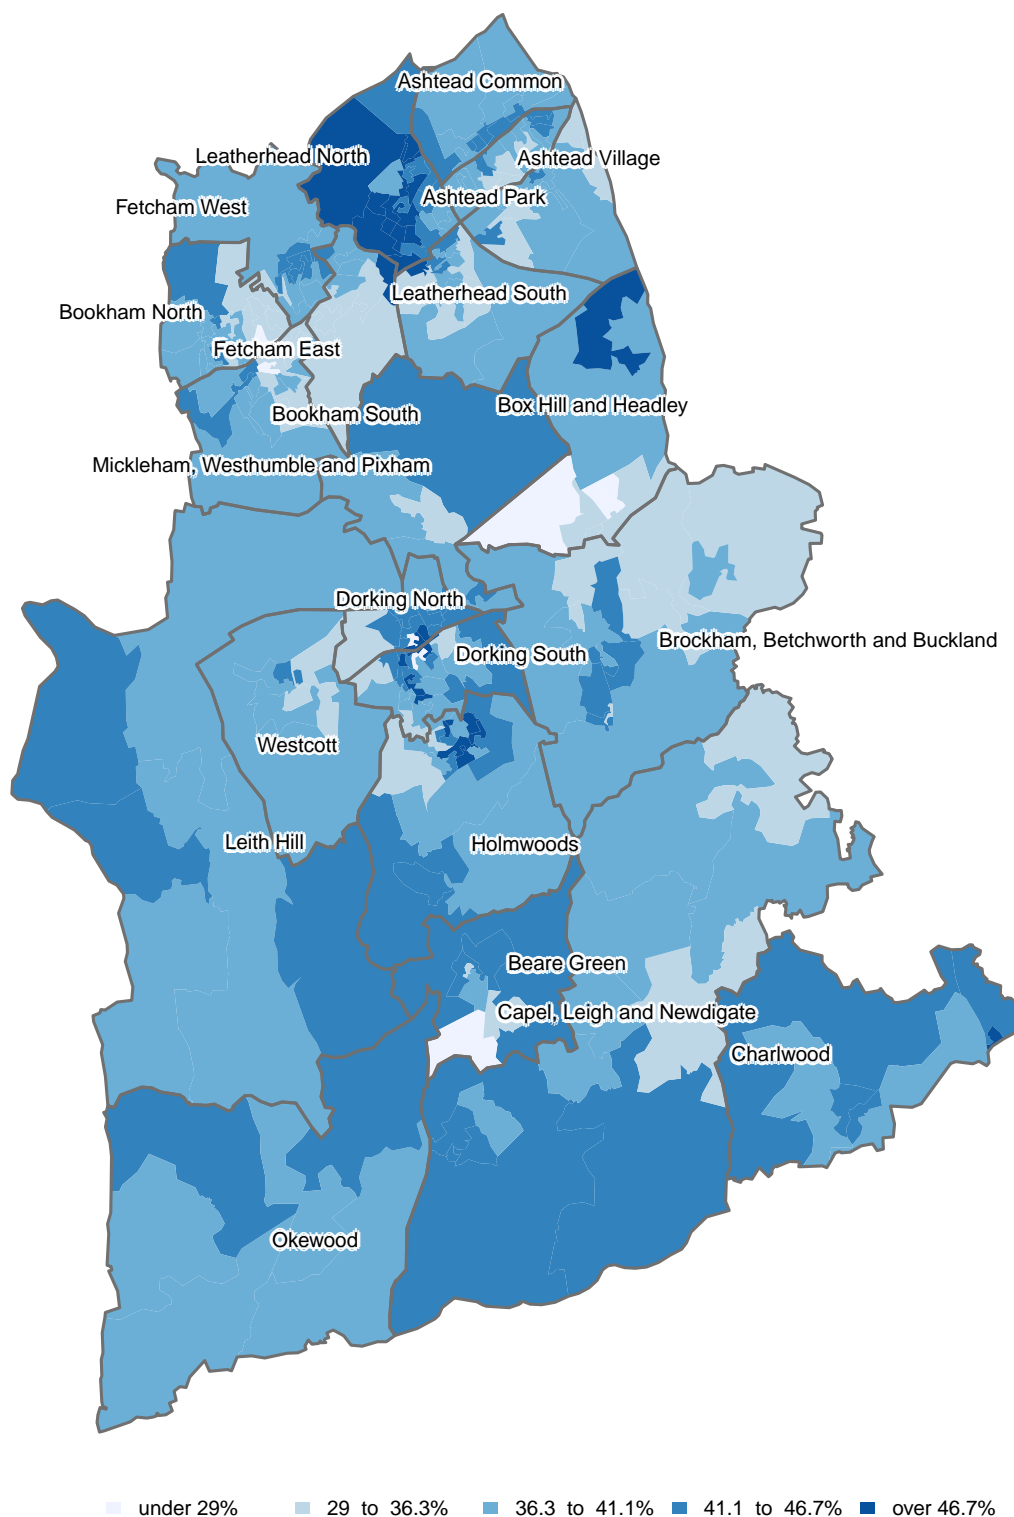 Ashtead Common
Leatherhead North
Ashtead Village
Ashtead Park
Fetcham West
Leatherhead South
Bookham North
Fetcham East
Box Hill and Headley
Bookham South
Mickleham, Westhumble and Pixham
Dorking North
Brockham, Betchworth and Buckland
Dorking South
Westcott
Leith Hill
Holmwoods
Beare Green
Capel, Leigh and Newdigate
Charlwood
Okewood
under 29% 29 to 36.3% 36.3 to 41.1% 41.1 to 46.7% over 46.7%